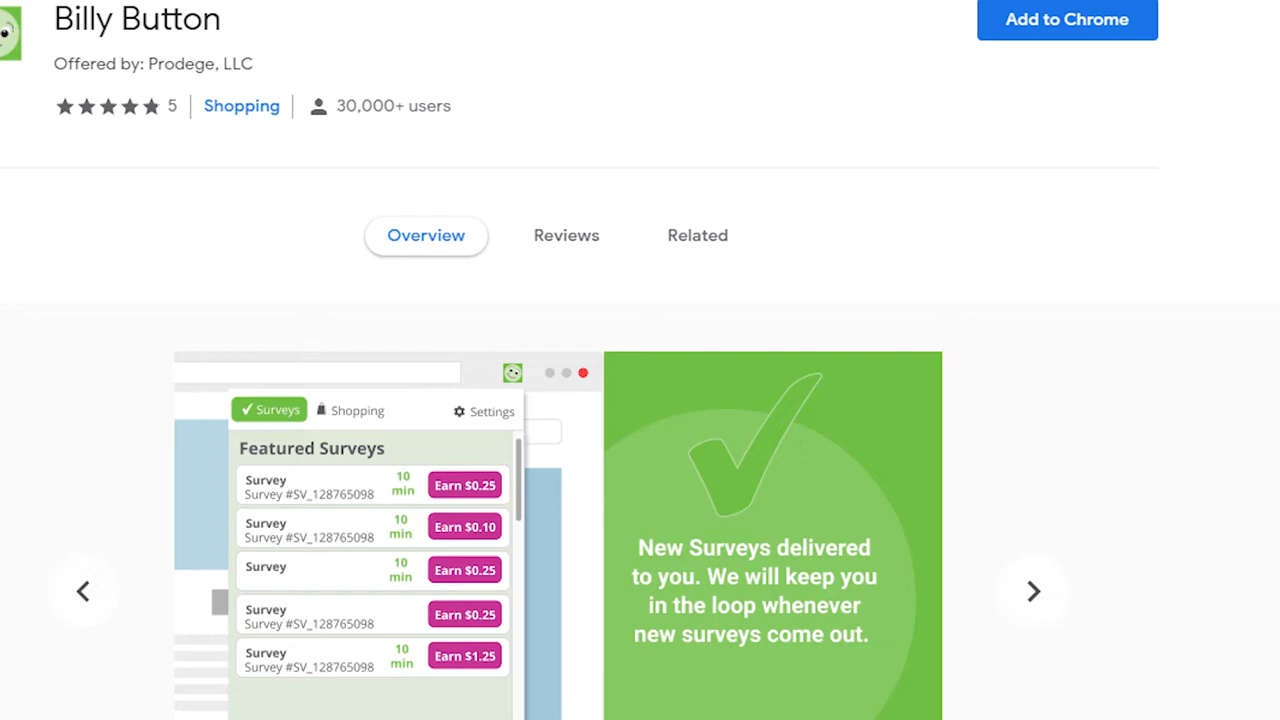 Billy Button
Add to Chrome
Offered by: Prodege, LLC
5
Shopping
30,000+ users
Overview
Reviews
Related
Surveys
Shopping
Settings
Featured Surveys
Survey
Survey #SV_128765098
10 min
Earn $0.25
Survey
Survey #SV_128765098
10 min
Earn $0.10
Survey
10 min
Earn $0.25
Survey
Survey #SV_128765098
Earn $0.25
Survey
Survey #SV_128765098
10 min
Earn $1.25
New Surveys delivered
to you. We will keep you
in the loop whenever
new surveys come out.